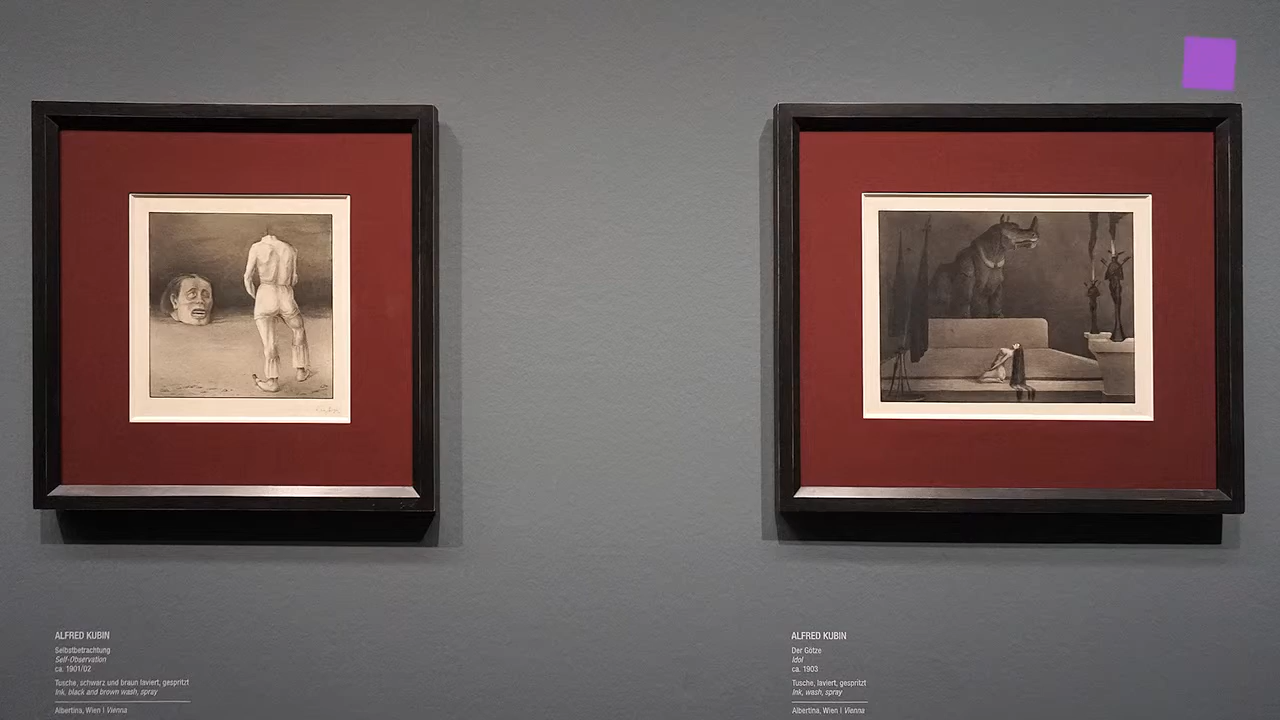 ALFRED KUBIN
Selbstbetrachtung
Self-Observation
ca. 1901/02
Tusche, schwarz und braun laviert, gespritzt
Ink, black and brown wash, spray
Albertina, Wien | Vienna
ALFRED KUBIN
Der Götze
Idol
ca. 1903
Tusche, laviert, gespritzt
Ink, wash, spray
Albertina, Wien | Vienna